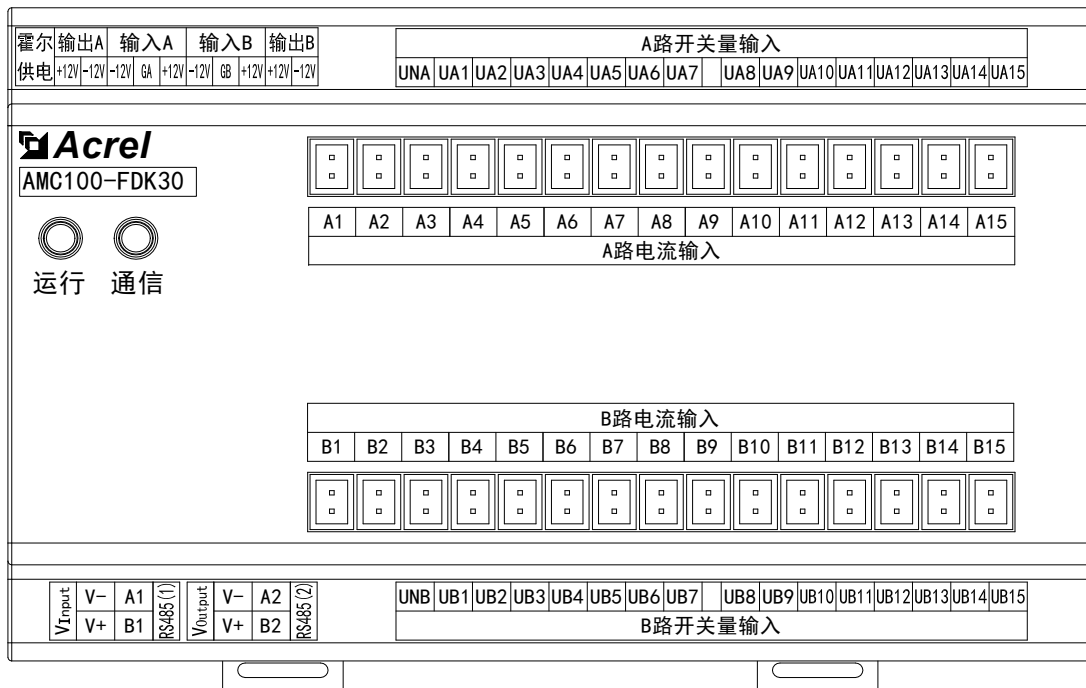 霍尔 输出A 输入A 输入B 输出B
供电 +12V -12V -12V GA +12V -12V GB +12V +12V -12V
A路开关量输入
UNA UA1 UA2 UA3 UA4 UA5 UA6 UA7 UA8 UA9 UA10 UA11 UA12 UA13 UA14 UA15
Acrel
AMC100-FDK30
运行 通信
A1 A2 A3 A4 A5 A6 A7 A8 A9 A10 A11 A12 A13 A14 A15
A路电流输入
B路电流输入
B1 B2 B3 B4 B5 B6 B7 B8 B9 B10 B11 B12 B13 B14 B15
VInput V- A1 RS485(1) VOutput V- A2 RS485(2)
V+ B1 V+ B2
UNB UB1 UB2 UB3 UB4 UB5 UB6 UB7 UB8 UB9 UB10 UB11 UB12 UB13 UB14 UB15
B路开关量输入